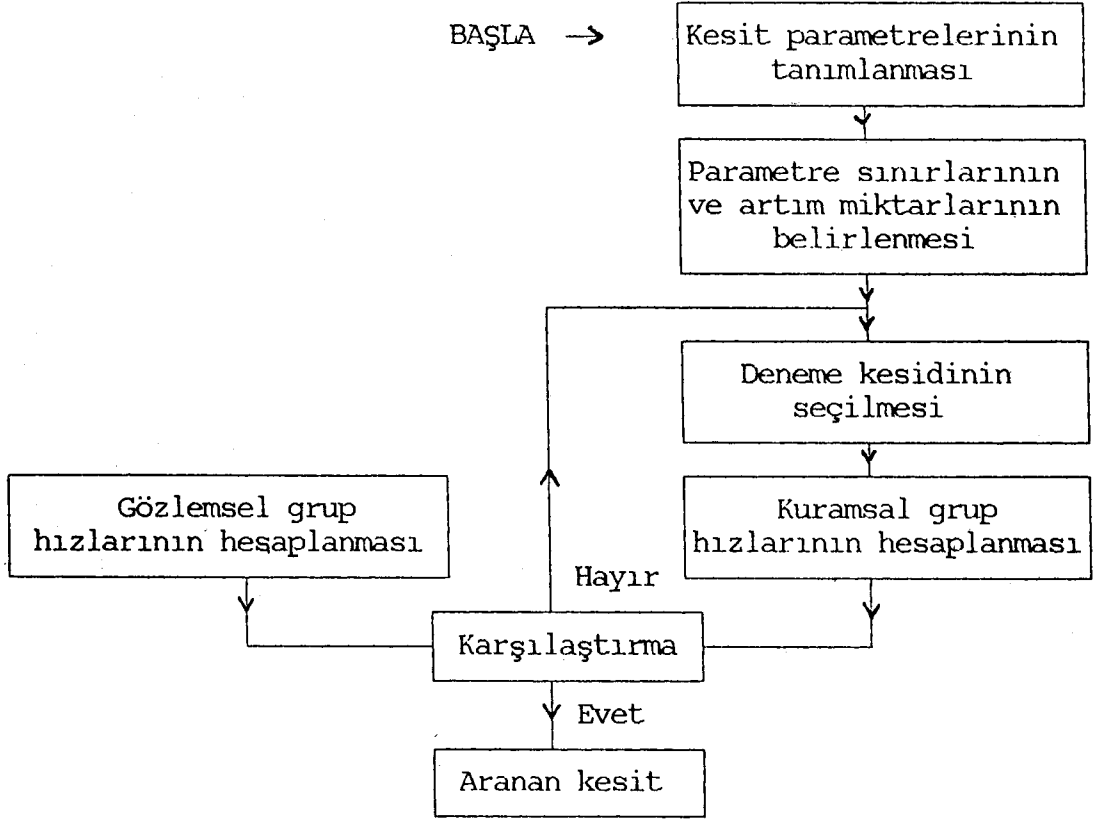 BAŞLA →
Kesit parametrelerinin
tanımlanması
Parametre sınırlarının
ve artım miktarlarının
belirlenmesi
Deneme kesidinin
seçilmesi
Gözlemsel grup
hızlarının hesaplanması
Kuramsal grup
hızlarının hesaplanması
Hayır
Karşılaştırma
Evet
Aranan kesit